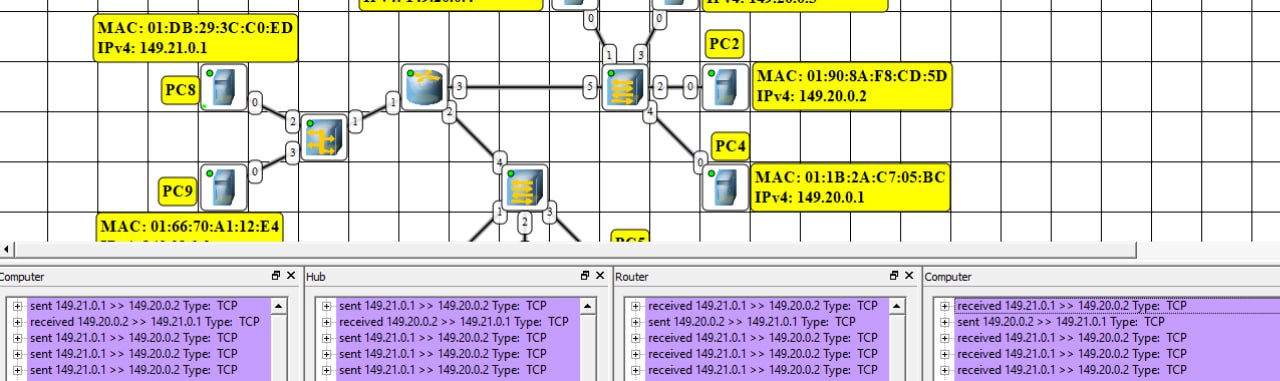 0
0
MAC: 01:DB:29:3C:C0:ED
IPv4: 149.21.0.1
PC2
1
3
PC8
0
3
5
2
0
MAC: 01:90:8A:F8:CD:5D
IPv4: 149.20.0.2
1
2
4
2
1
3
PC4
0
4
0
PC9
MAC: 01:1B:2A:C7:05:BC
IPv4: 149.20.0.1
1
3
2
MAC: 01:66:70:A1:12:E4
PC5
Computer
sent 149.21.0.1 >> 149.20.0.2 Type: TCP
received 149.20.0.2 >> 149.21.0.1 Type: TCP
sent 149.21.0.1 >> 149.20.0.2 Type: TCP
sent 149.21.0.1 >> 149.20.0.2 Type: TCP
sent 149.21.0.1 >> 149.20.0.2 Type: TCP
Hub
sent 149.21.0.1 >> 149.20.0.2 Type: TCP
received 149.20.0.2 >> 149.21.0.1 Type: TCP
sent 149.21.0.1 >> 149.20.0.2 Type: TCP
sent 149.21.0.1 >> 149.20.0.2 Type: TCP
sent 149.21.0.1 >> 149.20.0.2 Type: TCP
Router
received 149.21.0.1 >> 149.20.0.2 Type: TCP
sent 149.20.0.2 >> 149.21.0.1 Type: TCP
received 149.21.0.1 >> 149.20.0.2 Type: TCP
received 149.21.0.1 >> 149.20.0.2 Type: TCP
received 149.21.0.1 >> 149.20.0.2 Type: TCP
Computer
received 149.21.0.1 >> 149.20.0.2 Type: TCP
sent 149.20.0.2 >> 149.21.0.1 Type: TCP
received 149.21.0.1 >> 149.20.0.2 Type: TCP
received 149.21.0.1 >> 149.20.0.2 Type: TCP
received 149.21.0.1 >> 149.20.0.2 Type: TCP